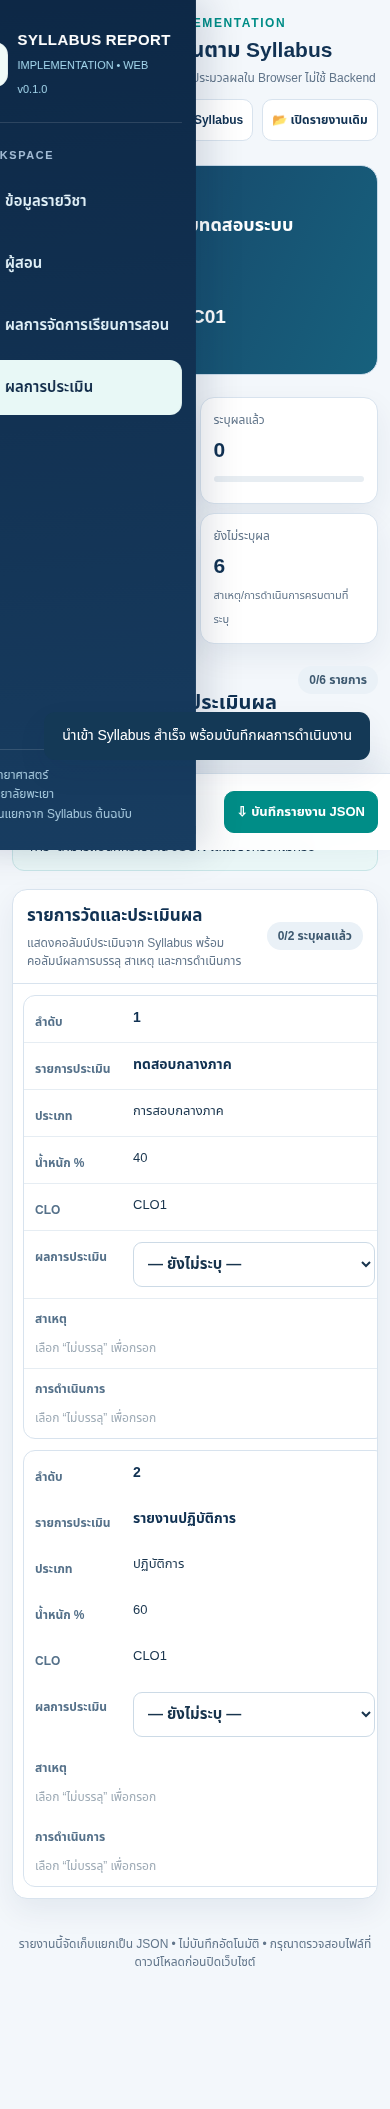 SYLLABUS REPORT
IMPLEMENTATION • WEB
v0.1.0
KSPACE
ข้อมูลรายวิชา
ผู้สอน
ผลการจัดการเรียนการสอน
ผลการประเมิน
EMENTATION
ตาม Syllabus
ประมวลผลใน Browser ไม่ใช้ Backend
Syllabus
📂 เปิดรายงานเดิม
ทดสอบระบบ
C01
ระบุผลแล้ว
0
ยังไม่ระบุผล
6
สาเหตุ/การดำเนินการครบตามที่
ระบุ
0/6 รายการ
ประเมินผล
นำเข้า Syllabus สำเร็จ พร้อมบันทึกผลการดำเนินงาน
ยาศาสตร์
ยาลัยพะเยา
นแยกจาก Syllabus ต้นฉบับ
⇩ บันทึกรายงาน JSON
รายการวัดและประเมินผล
แสดงคอลัมน์ประเมินจาก Syllabus พร้อม
คอลัมน์ผลการบรรลุ สาเหตุ และการดำเนินการ
0/2 ระบุผลแล้ว
ลำดับ 1
รายการประเมิน ทดสอบกลางภาค
ประเภท การสอบกลางภาค
น้ำหนัก % 40
CLO CLO1
ผลการประเมิน — ยังไม่ระบุ —
สาเหตุ
เลือก “ไม่บรรลุ” เพื่อกรอก
การดำเนินการ
เลือก “ไม่บรรลุ” เพื่อกรอก
ลำดับ 2
รายการประเมิน รายงานปฏิบัติการ
ประเภท ปฏิบัติการ
น้ำหนัก % 60
CLO CLO1
ผลการประเมิน — ยังไม่ระบุ —
สาเหตุ
เลือก “ไม่บรรลุ” เพื่อกรอก
การดำเนินการ
เลือก “ไม่บรรลุ” เพื่อกรอก
รายงานนี้จัดเก็บแยกเป็น JSON • ไม่บันทึกอัตโนมัติ • กรุณาตรวจสอบไฟล์ที่
ดาวน์โหลดก่อนปิดเว็บไซต์